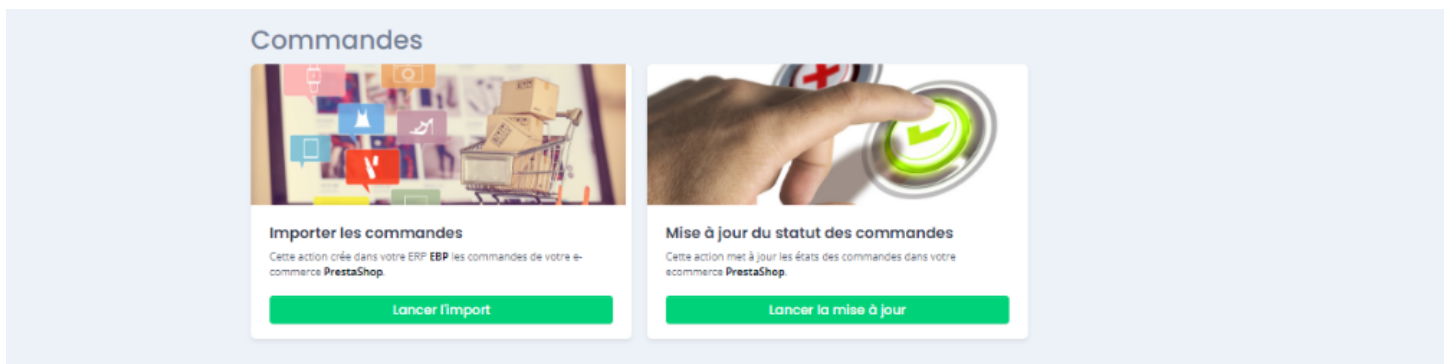 Commandes
Importer les commandes
Cette action crée dans votre ERP EBP les commandes de votre e-
commerce PrestaShop.
Lancer l'import
Mise à jour du statut des commandes
Cette action met à jour les états des commandes dans votre
ecommerce PrestaShop.
Lancer la mise à jour